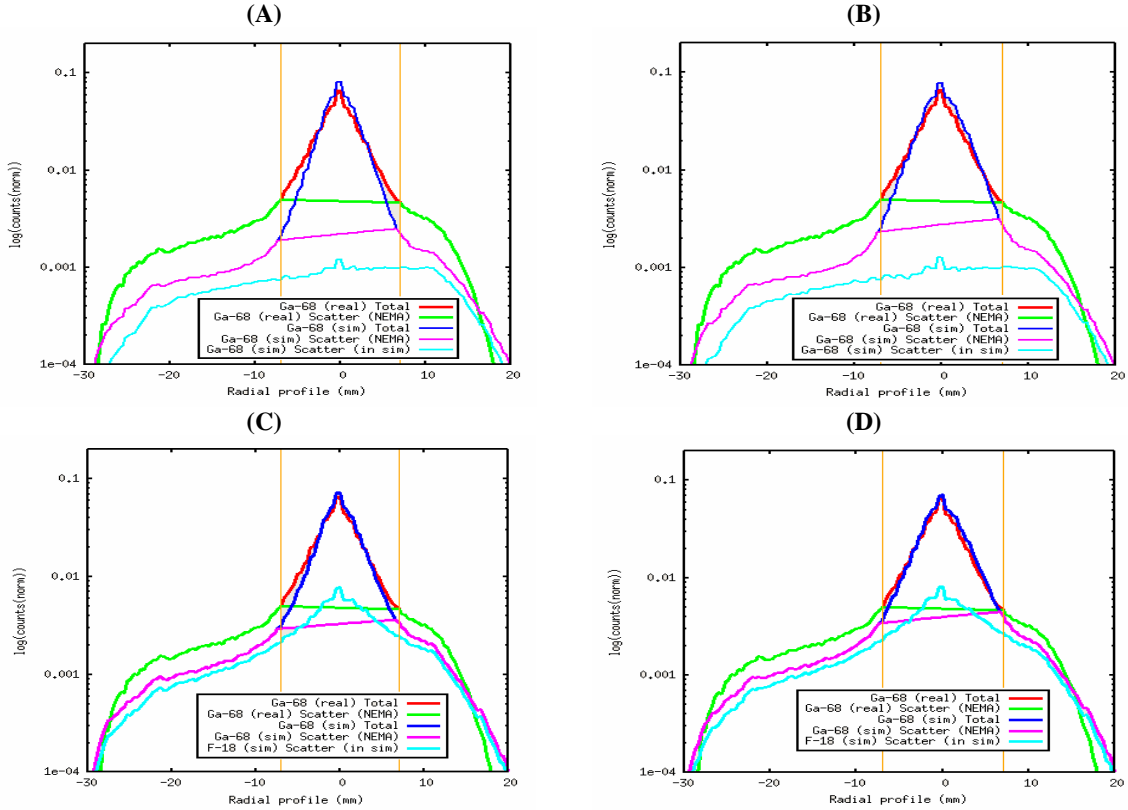 (A)
log(counts(norm))
0.1
0.01
0.001
1e-04
Ga-68 (real) Total
Ga-68 (real) Scatter (NEMA)
Ga-68 (sim) Total
Ga-68 (sim) Scatter (NEMA)
Ga-68 (sim) Scatter (in sim)
-30
-20
-10
0
10
20
Radial profile (mm)
(B)
log(counts(norm))
0.1
0.01
0.001
1e-04
Ga-68 (real) Total
Ga-68 (real) Scatter (NEMA)
Ga-68 (sim) Total
Ga-68 (sim) Scatter (NEMA)
Ga-68 (sim) Scatter (in sim)
-30
-20
-10
0
10
20
Radial profile (mm)
(C)
log(counts(norm))
0.1
0.01
0.001
1e-04
Ga-68 (real) Total
Ga-68 (real) Scatter (NEMA)
Ga-68 (sim) Total
Ga-68 (sim) Scatter (NEMA)
F-18 (sim) Scatter (in sim)
-30
-20
-10
0
10
20
Radial profile (mm)
(D)
log(counts(norm))
0.1
0.01
0.001
1e-04
Ga-68 (real) Total
Ga-68 (real) Scatter (NEMA)
Ga-68 (sim) Total
Ga-68 (sim) Scatter (NEMA)
F-18 (sim) Scatter (in sim)
-30
-20
-10
0
10
20
Radial profile (mm)